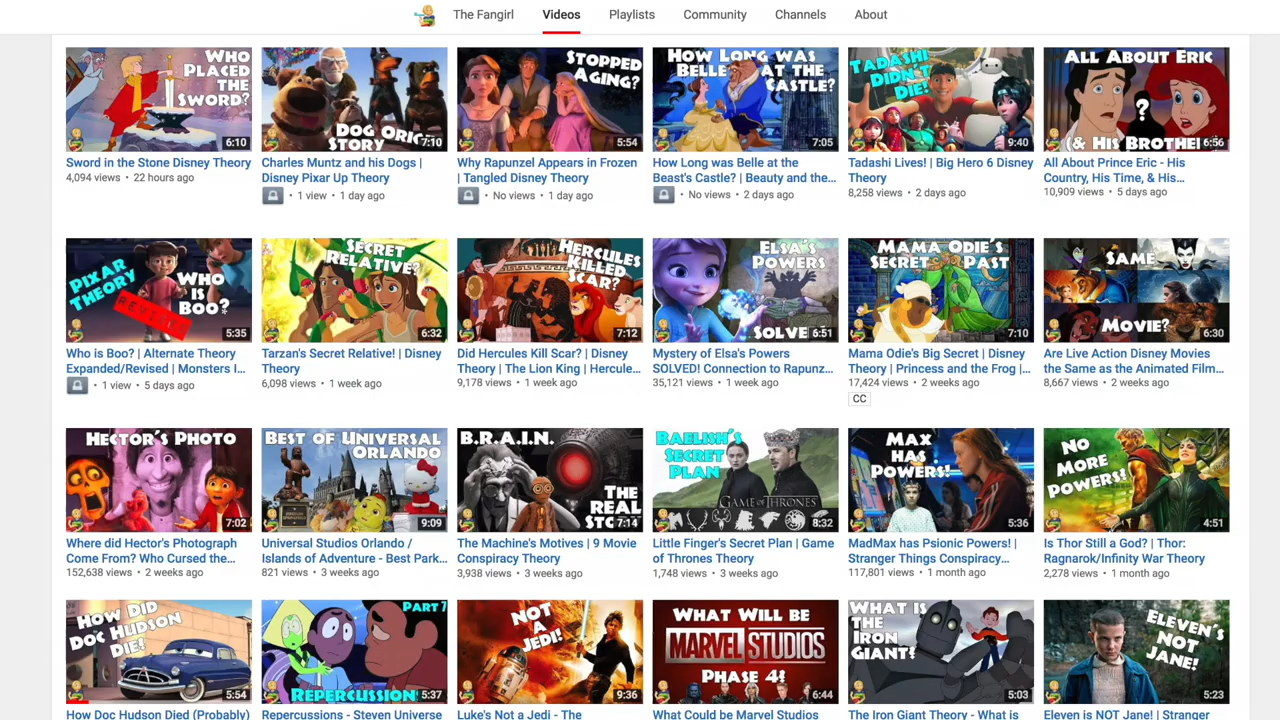 The Fangirl Videos Playlists Community Channels About
WHO PLACED THE SWORD?
6:10
Sword in the Stone Disney Theory
4,094 views • 22 hours ago
DOG ORIG
STORY
7:10
Charles Muntz and his Dogs |
Disney Pixar Up Theory
• 1 view • 1 day ago
STOPPED
AGING?
5:54
Why Rapunzel Appears in Frozen
| Tangled Disney Theory
• No views • 1 day ago
HOW LONG WAS
BELLE AT THE
CASTLE?
7:05
How Long was Belle at the
Beast's Castle? | Beauty and the...
• No views • 2 days ago
TADASHI
DIDN'T
DIE!
9:40
Tadashi Lives! | Big Hero 6 Disney
Theory
8,258 views • 2 days ago
ALL ABOUT ERIC
?
(& HIS BROTHE
6:56
All About Prince Eric - His
Country, His Time, & His...
10,909 views • 5 days ago
PIXAR
THEORY
REVISED
WHO
IS
BOO?
5:35
Who is Boo? | Alternate Theory
Expanded/Revised | Monsters I...
• 1 view • 5 days ago
SECRET
RELATIVE?
6:32
Tarzan's Secret Relative! | Disney
Theory
6,098 views • 1 week ago
HERCULES
KILLED
SCAR?
7:12
Did Hercules Kill Scar? | Disney
Theory | The Lion King | Hercule...
9,178 views • 1 week ago
ELSA'S
POWERS
SOLVE
6:51
Mystery of Elsa's Powers
SOLVED! Connection to Rapunz...
35,121 views • 1 week ago
MAMA ODIE'S
SECRET PAST
7:10
Mama Odie's Big Secret | Disney
Theory | Princess and the Frog |...
17,424 views • 2 weeks ago
CC
SAME
MOVIE?
6:30
Are Live Action Disney Movies
the Same as the Animated Film...
8,667 views • 2 weeks ago
HECTOR'S PHOTO
7:02
Where did Hector's Photograph
Come From? Who Cursed the...
152,638 views • 2 weeks ago
BEST OF UNIVERSAL
ORLANDO
9:09
Universal Studios Orlando /
Islands of Adventure - Best Park...
821 views • 3 weeks ago
B.R.A.I.N.
THE
REAL
STO
7:14
The Machine's Motives | 9 Movie
Conspiracy Theory
3,938 views • 3 weeks ago
BAELISH'S
SECRET
PLAN
GAME OF THRONES
8:32
Little Finger's Secret Plan | Game
of Thrones Theory
1,748 views • 3 weeks ago
MAX
HAS
POWERS!
5:36
MadMax has Psionic Powers! |
Stranger Things Conspiracy...
117,801 views • 1 month ago
NO
MORE
POWERS!
4:51
Is Thor Still a God? | Thor:
Ragnarok/Infinity War Theory
2,278 views • 1 month ago
HOW DID
DOC HUDSON
DIE!
5:54
How Doc Hudson Died (Probably)
PART 7
REPERCUSSION
5:37
Repercussions - Steven Universe
NOT
A
JEDI!
9:36
Luke's Not a Jedi - The
WHAT WILL BE
MARVEL STUDIOS
PHASE 4?
6:44
What Could be Marvel Studios
WHAT IS
THE
IRON
GIANT?
5:03
The Iron Giant Theory - What is
ELEVEN'S
NOT
JANE!
5:23
Eleven is NOT Jane! | Stranger